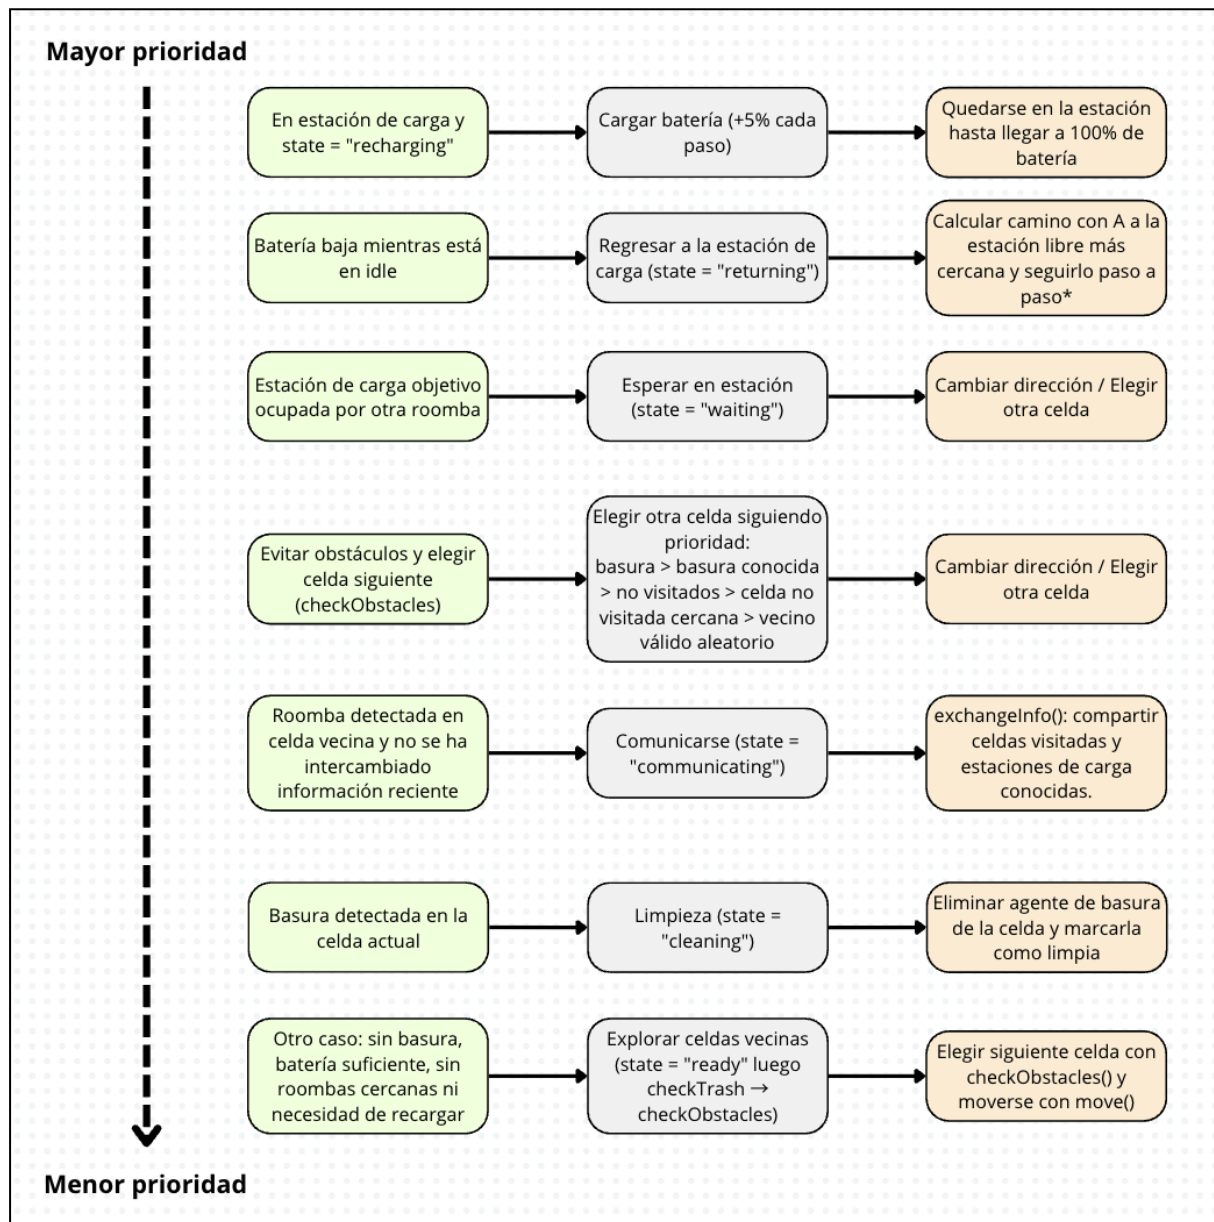 Mayor prioridad
En estación de carga y
state = "recharging"
Cargar batería (+5% cada
paso)
Quedarse en la estación
hasta llegar a 100% de
batería
Batería baja mientras está
en idle
Regresar a la estación de
carga (state = "returning")
Calcular camino con A a la
estación libre más
cercana y seguirlo paso a
paso*
Estación de carga objetivo
ocupada por otra roomba
Esperar en estación
(state = "waiting")
Cambiar dirección / Elegir
otra celda
Evitar obstáculos y elegir
celda siguiente
(checkObstacles)
Elegir otra celda siguiendo
prioridad:
basura > basura conocida
> no visitados > celda no
visitada cercana > vecino
válido aleatorio
Cambiar dirección / Elegir
otra celda
Roomba detectada en
celda vecina y no se ha
intercambiado
información reciente
Comunicarse (state =
"communicating")
exchangeInfo(): compartir
celdas visitadas y
estaciones de carga
conocidas.
Basura detectada en la
celda actual
Limpieza (state =
"cleaning")
Eliminar agente de basura
de la celda y marcarla
como limpia
Otro caso: sin basura,
batería suficiente, sin
roombas cercanas ni
necesidad de recargar
Explorar celdas vecinas
(state = "ready" luego
checkTrash →
checkObstacles)
Elegir siguiente celda con
checkObstacles() y
moverse con move()
Menor prioridad